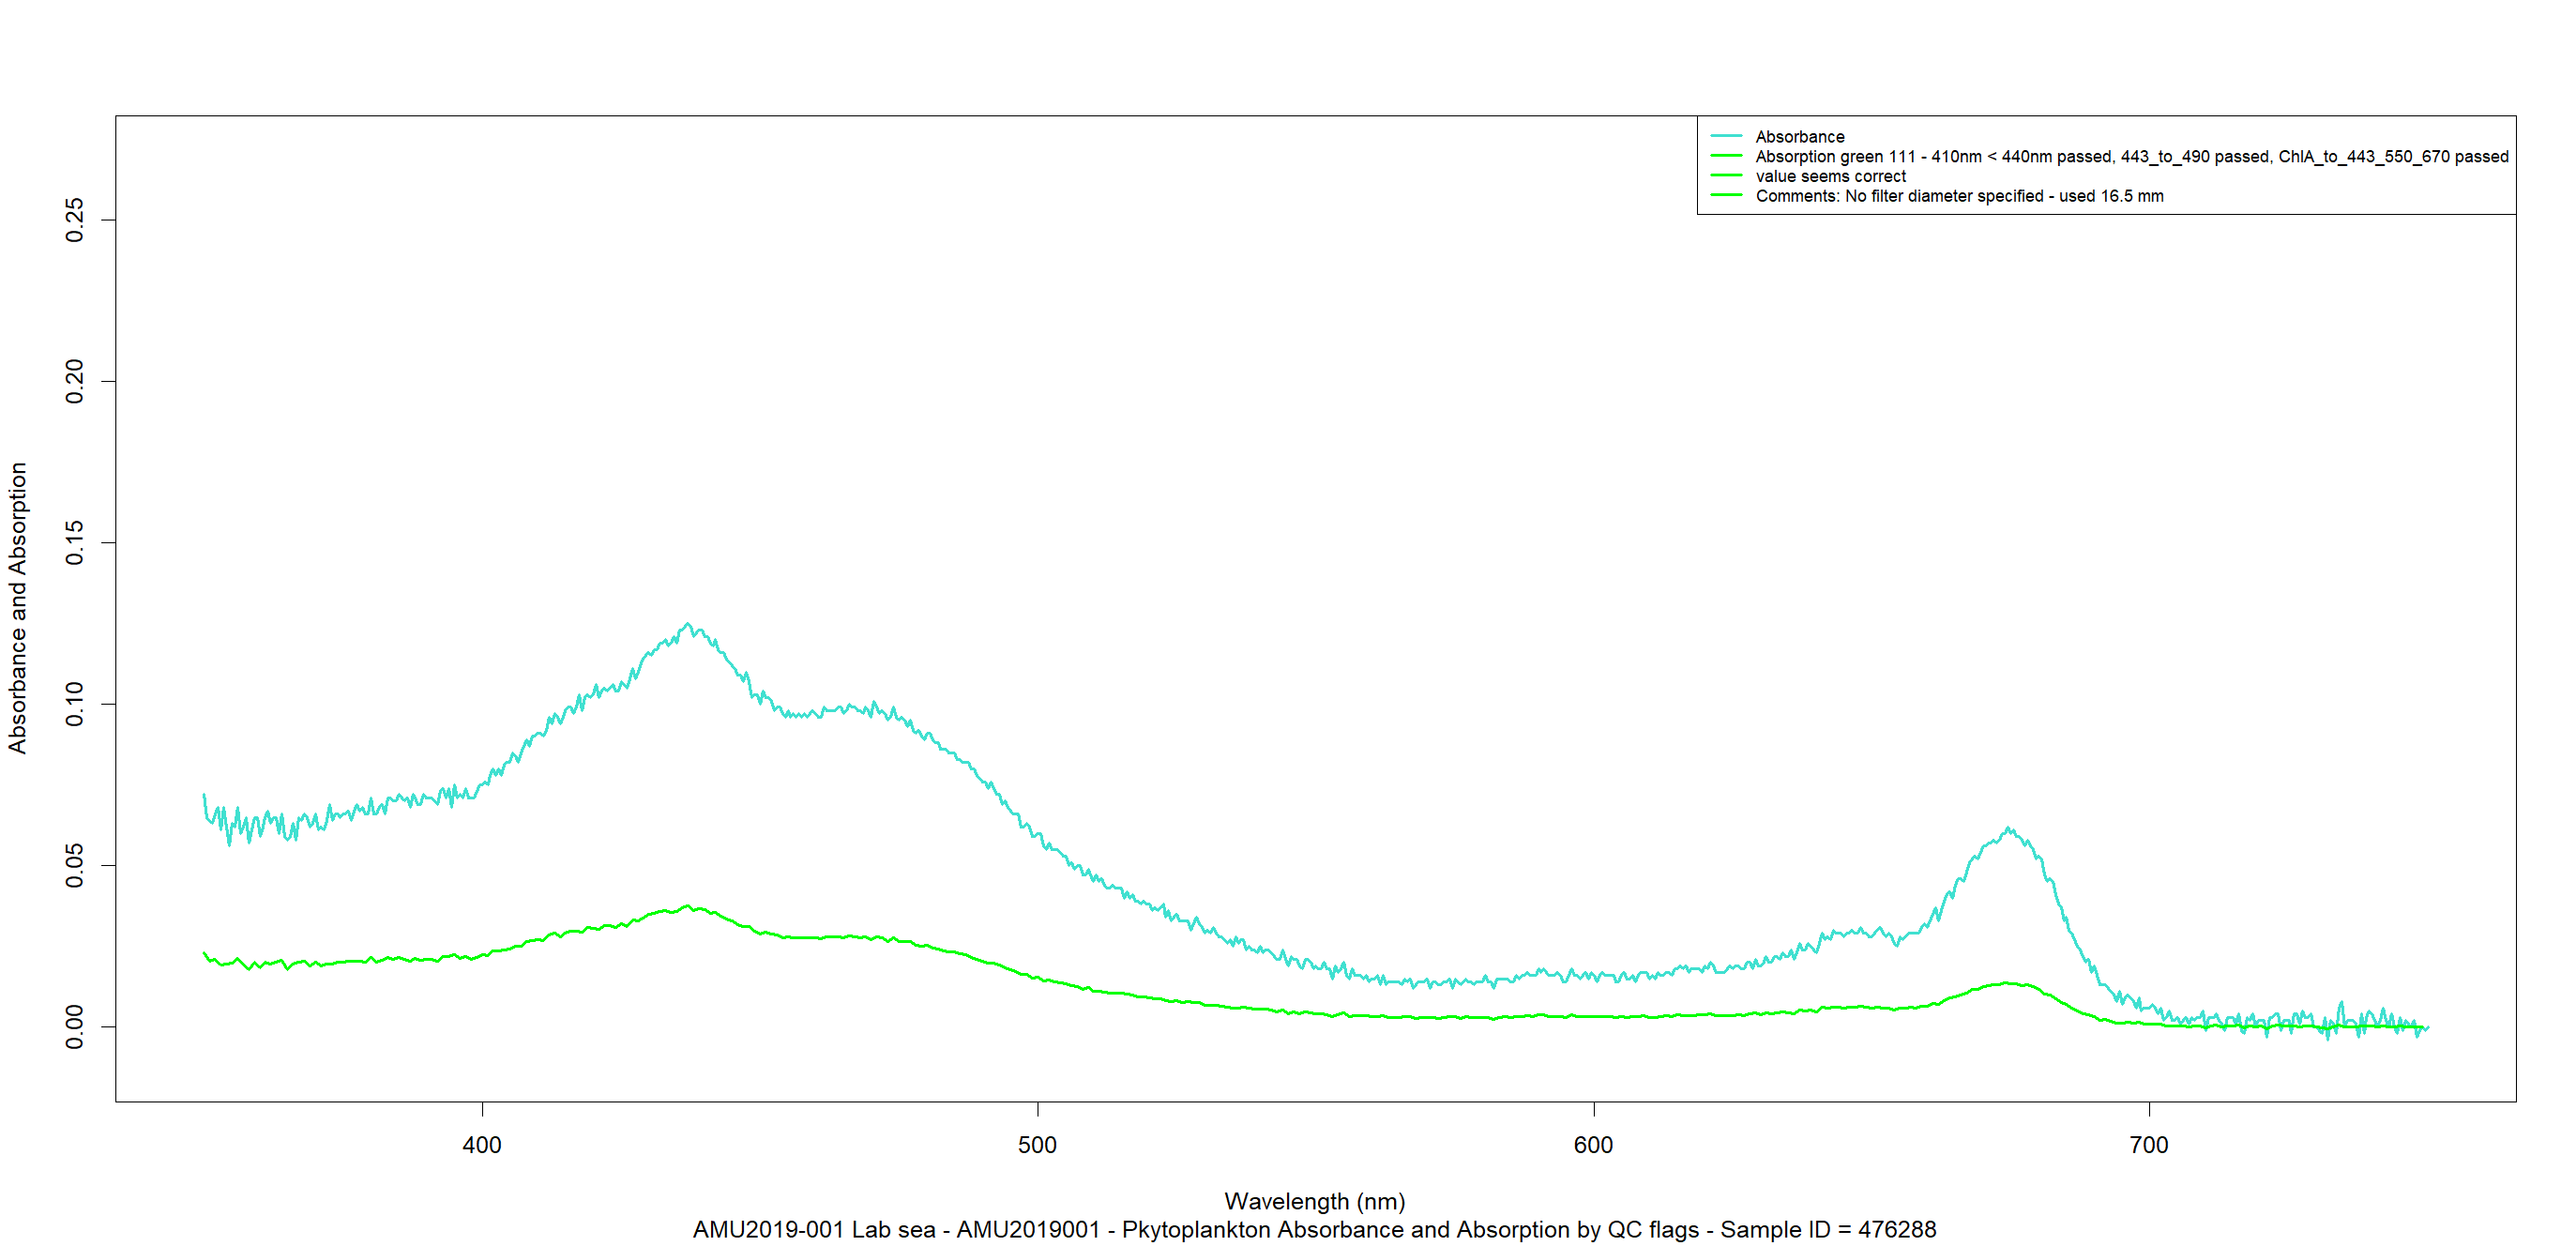 Absorbance
Absorption green 111 - 410nm < 440nm passed, 443_to_490 passed, ChlA_to_443_550_670 passed
value seems correct
Comments: No filter diameter specified - used 16.5 mm
Absorbance and Absorption
0.25
0.20
0.15
0.10
0.05
0.00
400 500 600 700
Wavelength (nm)
AMU2019-001 Lab sea - AMU2019001 - Pkytoplankton Absorbance and Absorption by QC flags - Sample ID = 476288